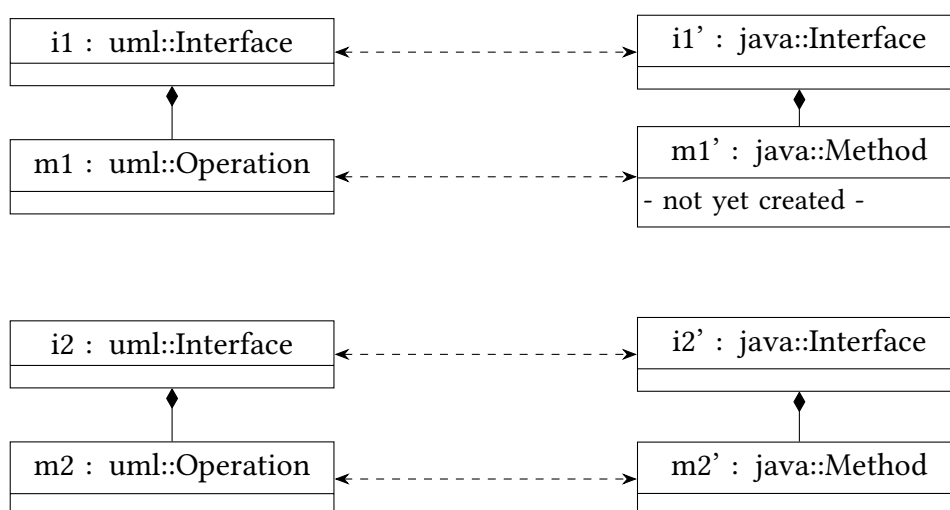 i1 : uml::Interface
i1’ : java::Interface
m1 : uml::Operation
m1’ : java::Method
- not yet created -
i2 : uml::Interface
i2’ : java::Interface
m2 : uml::Operation
m2’ : java::Method